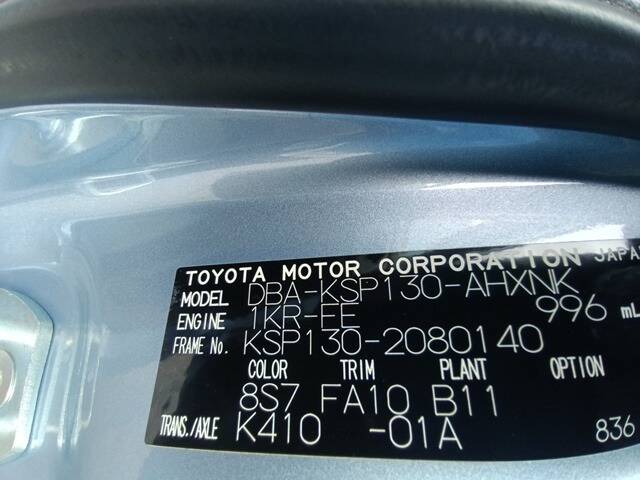 TOYOTA MOTOR CORPORATION JAPAN
MODEL DBA-KSP130-AHXNK
ENGINE 1KR-FE 996 mL
FRAME No. KSP130-2080140
COLOR TRIM PLANT OPTION
8S7 FA10 B11
TRANS./AXLE K410 -01A 836